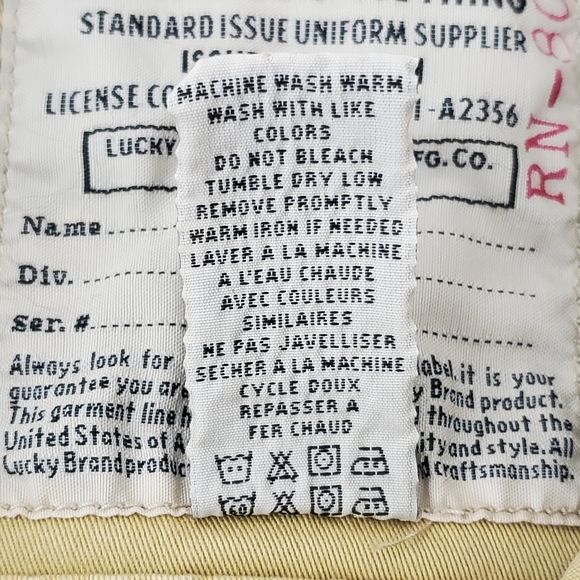 STANDARD ISSUE UNIFORM SUPPLIER
LICENSE
-A2356
RN-80
LUCKY
FG. CO.
Name
Div.
Ser. #
Always look for
label. it is your
guarantee you are
Brand product.
This garment line
throughout the
United States of A
ity and style. All
Lucky Brand produc
craftsmanship.
MACHINE WASH WARM
WASH WITH LIKE
COLORS
DO NOT BLEACH
TUMBLE DRY LOW
REMOVE PROMPTLY
WARM IRON IF NEEDED
LAVER A LA MACHINE
A L'EAU CHAUDE
AVEC COULEURS
SIMILAIRES
NE PAS JAVELLISER
SECHER A LA MACHINE
CYCLE DOUX
REPASSER A
FER CHAUD
60